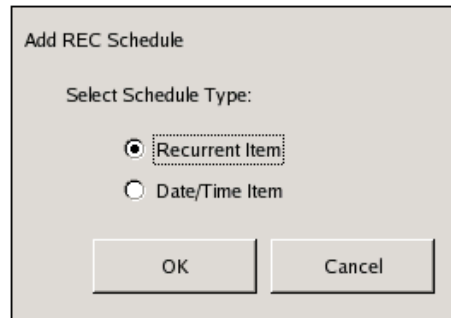 Add REC Schedule
Select Schedule Type:
Recurrent Item
Date/Time Item
OK Cancel